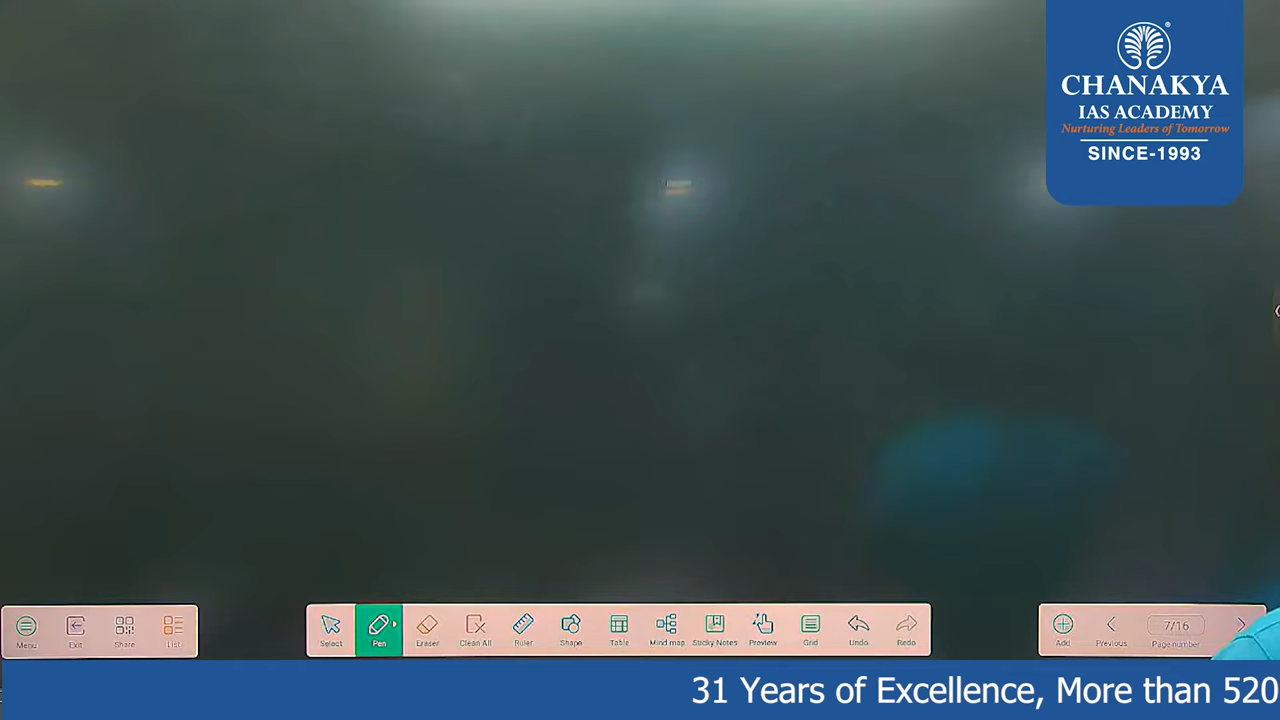 CHANAKYA
IAS ACADEMY
Nurturing Leaders of Tomorrow
SINCE-1993
Menu
Exit
Share
List
Select
Pen
Eraser
Clean All
Ruler
Shape
Table
Mind map
Sticky Notes
Preview
Grid
Undo
Redo
Add
Previous
7/16
Page number
31 Years of Excellence, More than 520